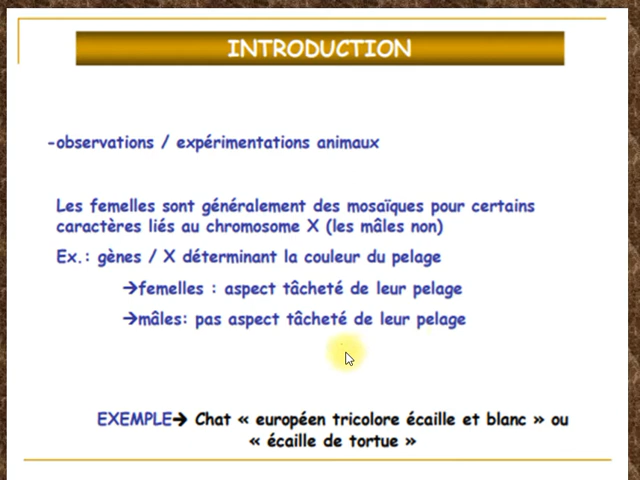 INTRODUCTION
-observations / expérimentations animaux
Les femelles sont généralement des mosaïques pour certains
caractères liés au chromosome X (les mâles non)
Ex.: gènes / X déterminant la couleur du pelage
→femelles : aspect tâcheté de leur pelage
→mâles: pas aspect tâcheté de leur pelage
EXEMPLE→ Chat « européen tricolore écaille et blanc » ou
« écaille de tortue »